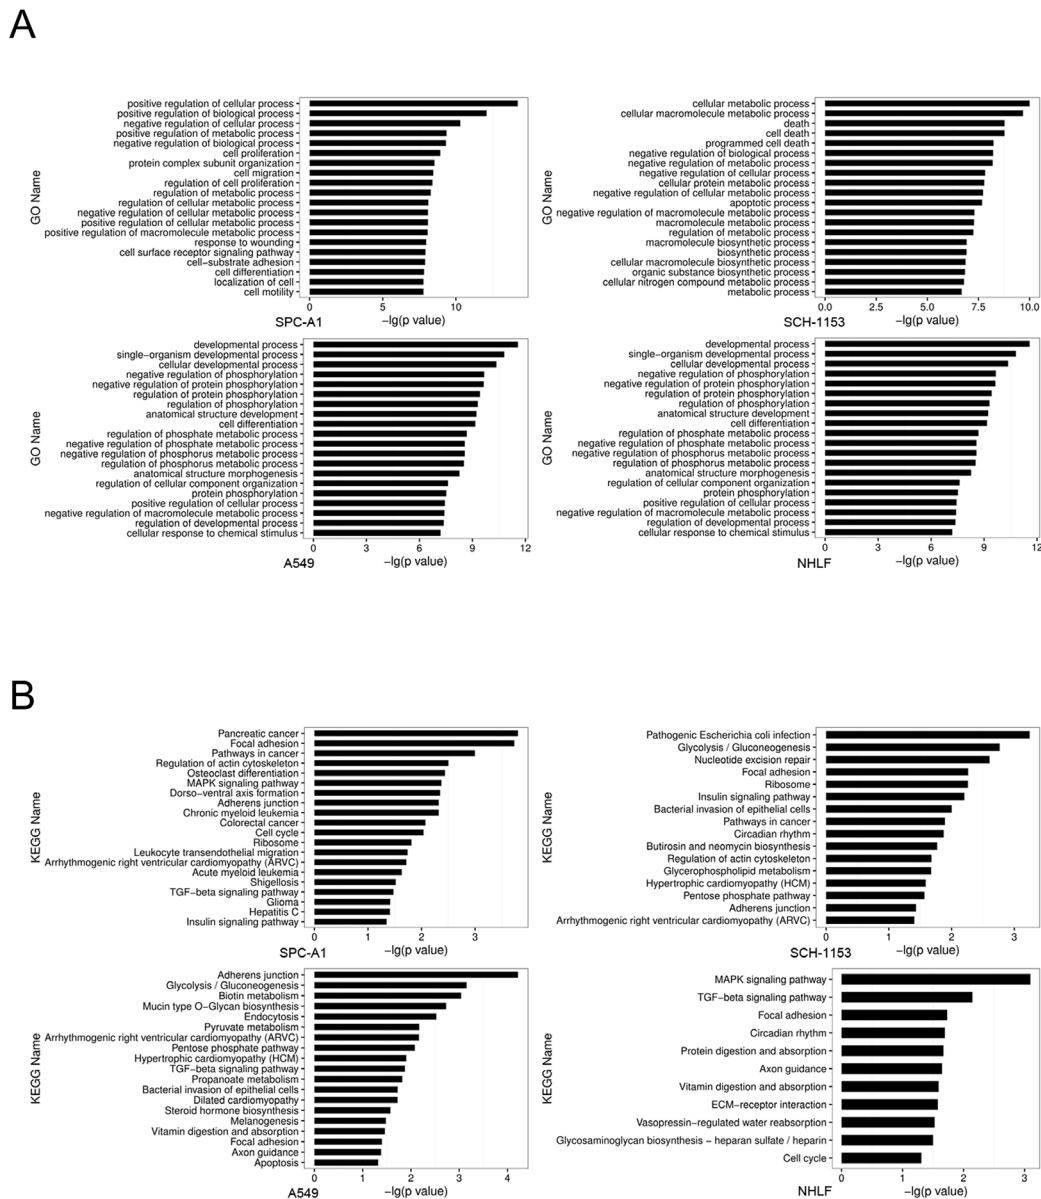 A
GO Name
positive regulation of cellular process
positive regulation of biological process
negative regulation of cellular process
positive regulation of metabolic process
negative regulation of biological process
cell proliferation
protein complex subunit organization
cell migration
regulation of cell proliferation
regulation of metabolic process
regulation of cellular metabolic process
negative regulation of cellular metabolic process
positive regulation of cellular metabolic process
positive regulation of macromolecule metabolic process
response to wounding
cell surface receptor signaling pathway
cell-substrate adhesion
cell differentiation
localization of cell
cell motility
0 5 10
SPC-A1 -lg(p value)
GO Name
cellular metabolic process
cellular macromolecule metabolic process
death
cell death
programmed cell death
negative regulation of biological process
negative regulation of metabolic process
negative regulation of cellular process
cellular protein metabolic process
negative regulation of cellular metabolic process
apoptotic process
negative regulation of macromolecule metabolic process
macromolecule metabolic process
regulation of metabolic process
macromolecule biosynthetic process
biosynthetic process
cellular macromolecule biosynthetic process
organic substance biosynthetic process
cellular nitrogen compound metabolic process
metabolic process
0.0 2.5 5.0 7.5 10.0
SCH-1153 -lg(p value)
GO Name
developmental process
single-organism developmental process
cellular developmental process
negative regulation of phosphorylation
negative regulation of protein phosphorylation
regulation of protein phosphorylation
regulation of phosphorylation
anatomical structure development
cell differentiation
regulation of phosphate metabolic process
negative regulation of phosphate metabolic process
negative regulation of phosphorus metabolic process
regulation of phosphorus metabolic process
anatomical structure morphogenesis
regulation of cellular component organization
protein phosphorylation
positive regulation of cellular process
negative regulation of macromolecule metabolic process
regulation of developmental process
cellular response to chemical stimulus
0 3 6 9 12
A549 -lg(p value)
GO Name
developmental process
single-organism developmental process
cellular developmental process
negative regulation of phosphorylation
negative regulation of protein phosphorylation
regulation of protein phosphorylation
regulation of phosphorylation
anatomical structure development
cell differentiation
regulation of phosphate metabolic process
negative regulation of phosphate metabolic process
negative regulation of phosphorus metabolic process
regulation of phosphorus metabolic process
anatomical structure morphogenesis
regulation of cellular component organization
protein phosphorylation
positive regulation of cellular process
negative regulation of macromolecule metabolic process
regulation of developmental process
cellular response to chemical stimulus
0 3 6 9 12
NHLF -lg(p value)
B
KEGG Name
Pancreatic cancer
Focal adhesion
Pathways in cancer
Regulation of actin cytoskeleton
Osteoclast differentiation
MAPK signaling pathway
Dorso-ventral axis formation
Adherens junction
Chronic myeloid leukemia
Colorectal cancer
Cell cycle
Ribosome
Leukocyte transendothelial migration
Arrhythmogenic right ventricular cardiomyopathy (ARVC)
Acute myeloid leukemia
Shigellosis
TGF-beta signaling pathway
Glioma
Hepatitis C
Insulin signaling pathway
0 1 2 3
SPC-A1 -lg(p value)
KEGG Name
Pathogenic Escherichia coli infection
Glycolysis / Gluconeogenesis
Nucleotide excision repair
Focal adhesion
Ribosome
Insulin signaling pathway
Bacterial invasion of epithelial cells
Pathways in cancer
Circadian rhythm
Butirosin and neomycin biosynthesis
Regulation of actin cytoskeleton
Glycerophospholipid metabolism
Hypertrophic cardiomyopathy (HCM)
Pentose phosphate pathway
Adherens junction
Arrhythmogenic right ventricular cardiomyopathy (ARVC)
0 1 2 3
SCH-1153 -lg(p value)
KEGG Name
Adherens junction
Glycolysis / Gluconeogenesis
Biotin metabolism
Mucin type O-Glycan biosynthesis
Endocytosis
Pyruvate metabolism
Arrhythmogenic right ventricular cardiomyopathy (ARVC)
Pentose phosphate pathway
Hypertrophic cardiomyopathy (HCM)
TGF-beta signaling pathway
Propanoate metabolism
Bacterial invasion of epithelial cells
Dilated cardiomyopathy
Steroid hormone biosynthesis
Melanogenesis
Vitamin digestion and absorption
Focal adhesion
Axon guidance
Apoptosis
0 1 2 3 4
A549 -lg(p value)
KEGG Name
MAPK signaling pathway
TGF-beta signaling pathway
Focal adhesion
Circadian rhythm
Protein digestion and absorption
Axon guidance
Vitamin digestion and absorption
ECM-receptor interaction
Vasopressin-regulated water reabsorption
Glycosaminoglycan biosynthesis - heparan sulfate / heparin
Cell cycle
0 1 2 3
NHLF -lg(p value)